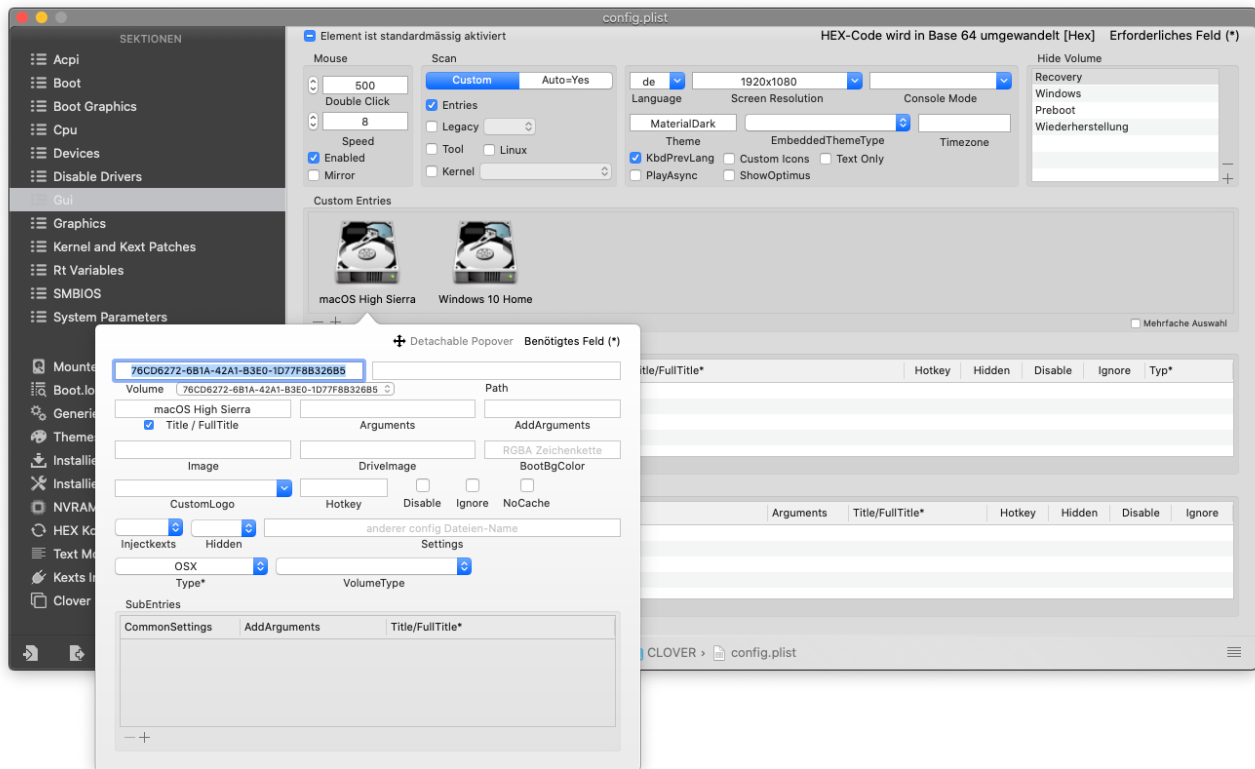 config.plist
SEKTIONEN
Acpi
Boot
Boot Graphics
Cpu
Devices
Disable Drivers
Gui
Graphics
Kernel and Kext Patches
Rt Variables
SMBIOS
System Parameters
Mounte
Boot.lo
Generie
Theme
Installie
Installie
NVRAM
HEX Ko
Text Mo
Kexts In
Clover
Element ist standardmässig aktiviert
HEX-Code wird in Base 64 umgewandelt [Hex] Erforderliches Feld (*)
Mouse
500
Double Click
8
Speed
Enabled
Mirror
Scan
Custom Auto=Yes
Entries
Legacy
Tool Linux
Kernel
de 1920x1080
Language Screen Resolution Console Mode
MaterialDark
Theme EmbeddedThemeType Timezone
KbdPrevLang Custom Icons Text Only
PlayAsync ShowOptimus
Hide Volume
Recovery
Windows
Preboot
Wiederherstellung
Custom Entries
macOS High Sierra Windows 10 Home
Mehrfache Auswahl
Detachable Popover Benötigtes Feld (*)
76CD6272-6B1A-42A1-B3E0-1D77F8B326B5
Volume 76CD6272-6B1A-42A1-B3E0-1D77F8B326B5 Path
macOS High Sierra
Title / FullTitle Arguments AddArguments
RGBA Zeichenkette
Image DriveImage BootBgColor
CustomLogo Hotkey Disable Ignore NoCache
anderer config Dateien-Name
Injectkexts Hidden Settings
OSX
Type* VolumeType
SubEntries
CommonSettings AddArguments Title/FullTitle*
itle/FullTitle* Hotkey Hidden Disable Ignore Typ*
Arguments Title/FullTitle* Hotkey Hidden Disable Ignore
CLOVER › config.plist